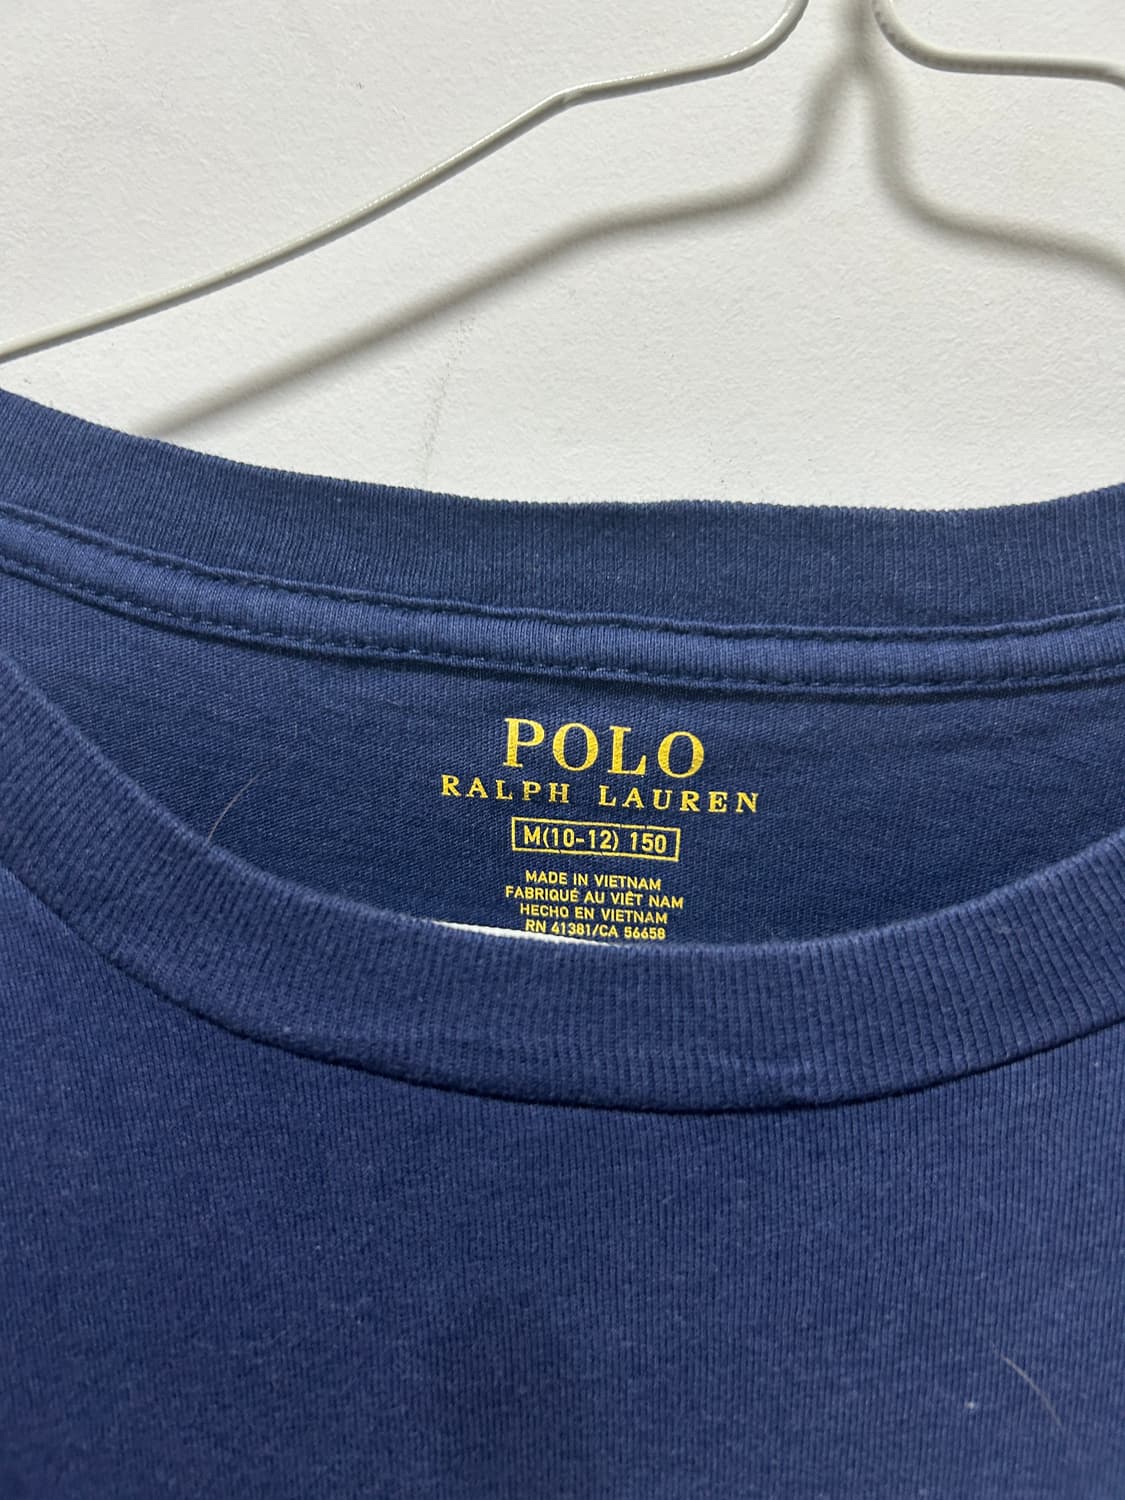 POLO
RALPH LAUREN
M(10-12) 150
MADE IN VIETNAM
FABRIQUÉ AU VIÊT NAM
HECHO EN VIETNAM
RN 41381/CA 56658